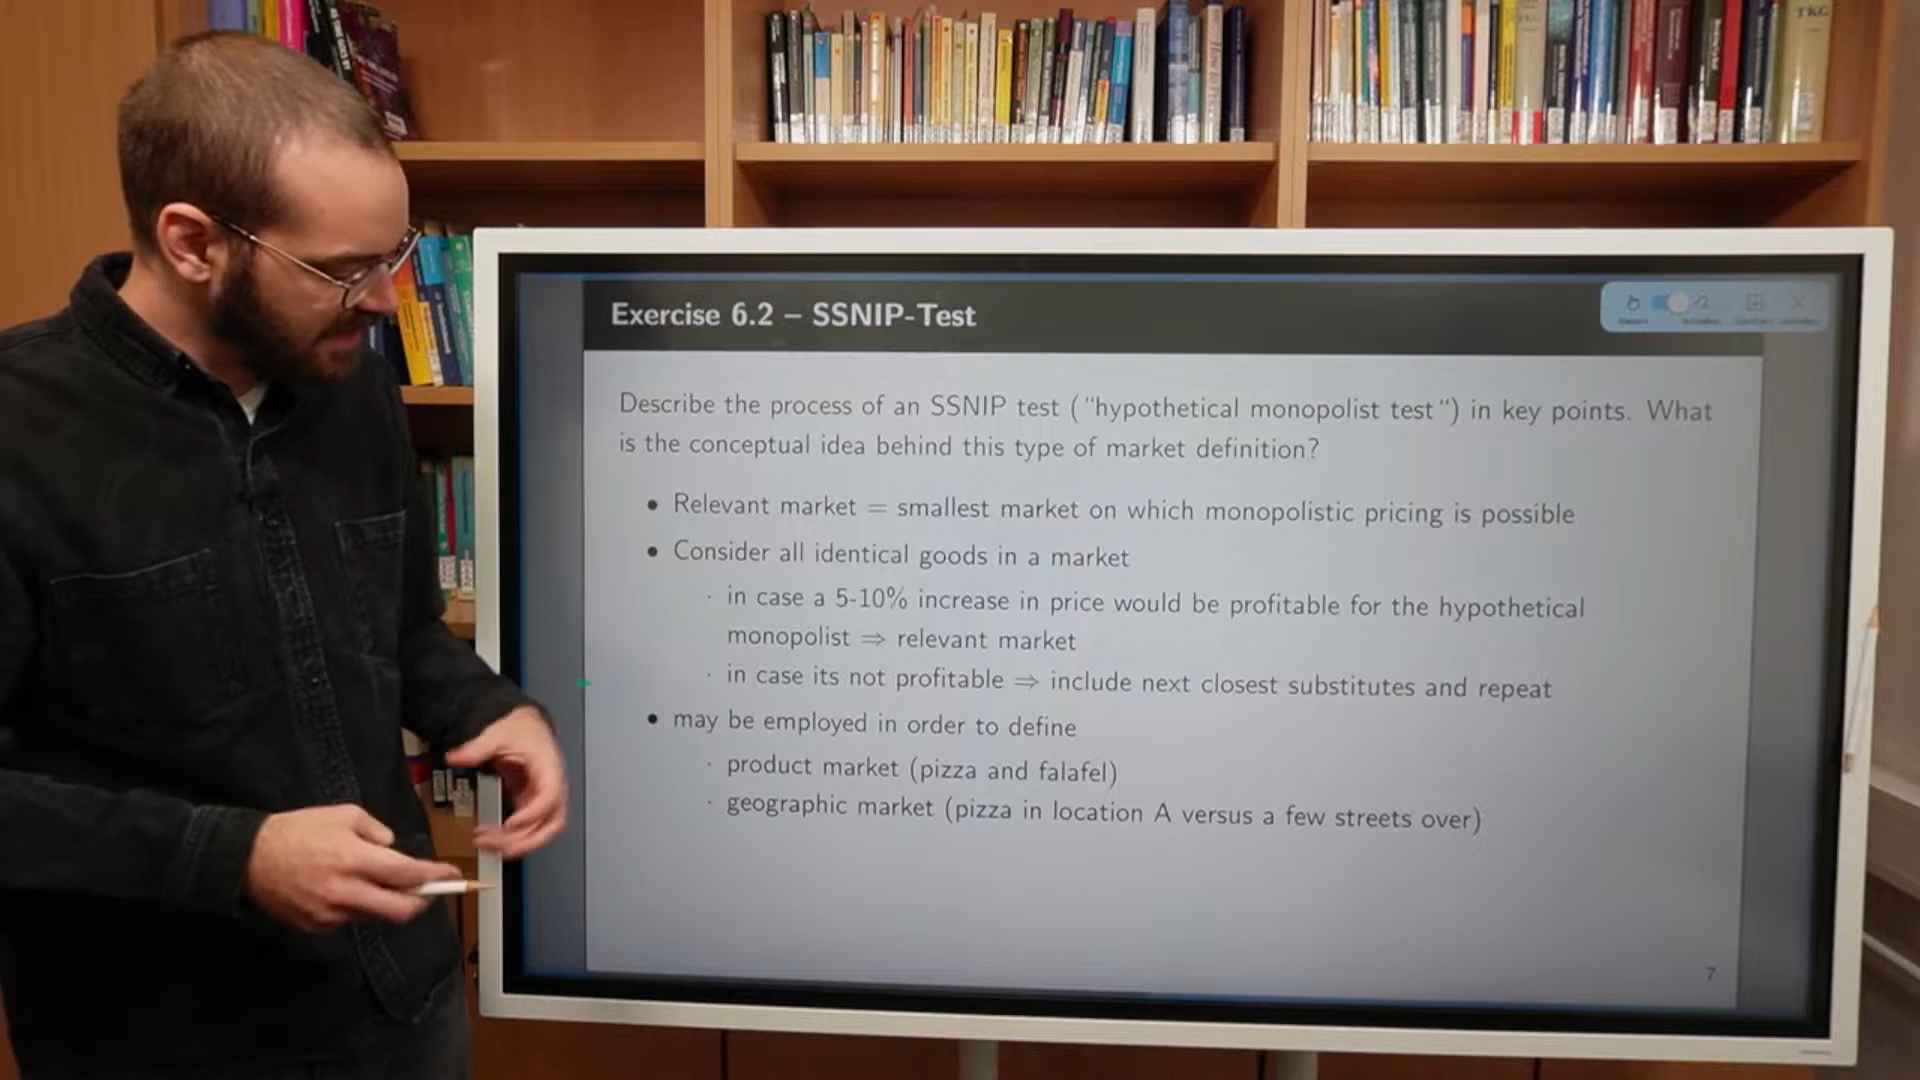 TKG
Exercise 6.2 – SSNIP-Test
Describe the process of an SSNIP test (“hypothetical monopolist test“) in key points. What
is the conceptual idea behind this type of market definition?
• Relevant market = smallest market on which monopolistic pricing is possible
• Consider all identical goods in a market
· in case a 5-10% increase in price would be profitable for the hypothetical
monopolist ⇒ relevant market
· in case its not profitable ⇒ include next closest substitutes and repeat
• may be employed in order to define
· product market (pizza and falafel)
· geographic market (pizza in location A versus a few streets over)
7